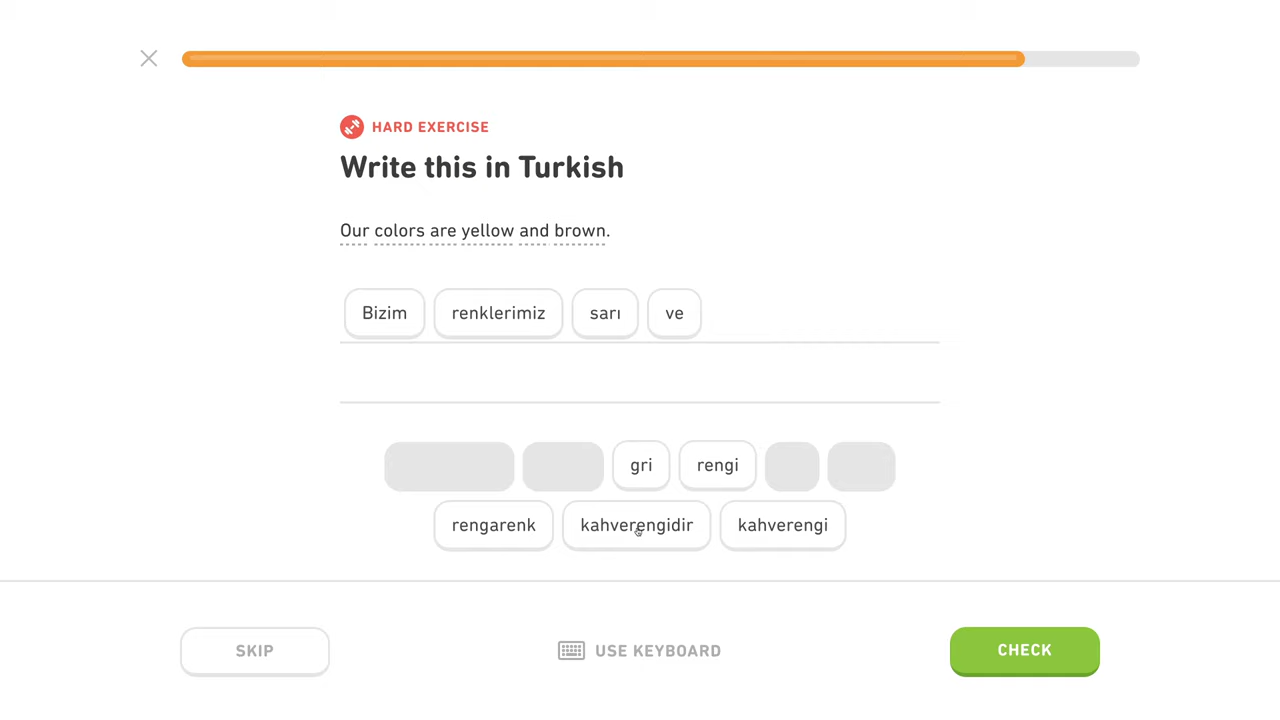 HARD EXERCISE
Write this in Turkish
Our colors are yellow and brown.
Bizim renklerimiz sarı ve
gri rengi
rengarenk kahverengidir kahverengi
SKIP USE KEYBOARD CHECK